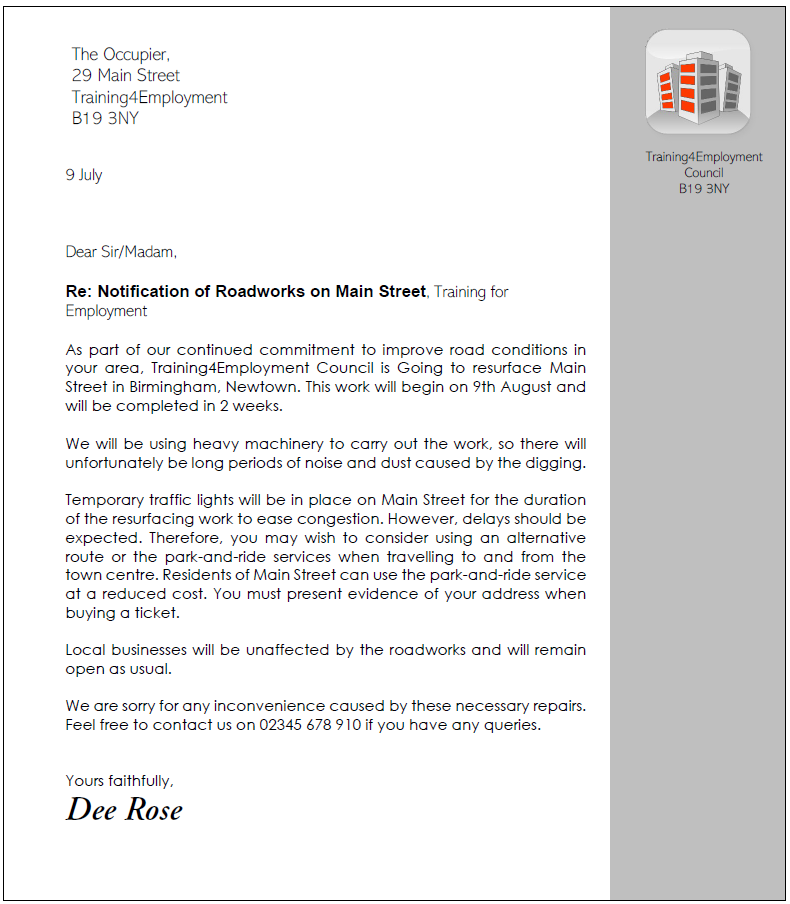 The Occupier,
29 Main Street
Training4Employment
B19 3NY
Training4Employment
Council
B19 3NY
9 July
Dear Sir/Madam,
Re: Notification of Roadworks on Main Street, Training for
Employment
As part of our continued commitment to improve road conditions in
your area, Training4Employment Council is Going to resurface Main
Street in Birmingham, Newtown. This work will begin on 9th August and
will be completed in 2 weeks.
We will be using heavy machinery to carry out the work, so there will
unfortunately be long periods of noise and dust caused by the digging.
Temporary traffic lights will be in place on Main Street for the duration
of the resurfacing work to ease congestion. However, delays should be
expected. Therefore, you may wish to consider using an alternative
route or the park-and-ride services when travelling to and from the
town centre. Residents of Main Street can use the park-and-ride service
at a reduced cost. You must present evidence of your address when
buying a ticket.
Local businesses will be unaffected by the roadworks and will remain
open as usual.
We are sorry for any inconvenience caused by these necessary repairs.
Feel free to contact us on 02345 678 910 if you have any queries.
Yours faithfully,
Dee Rose